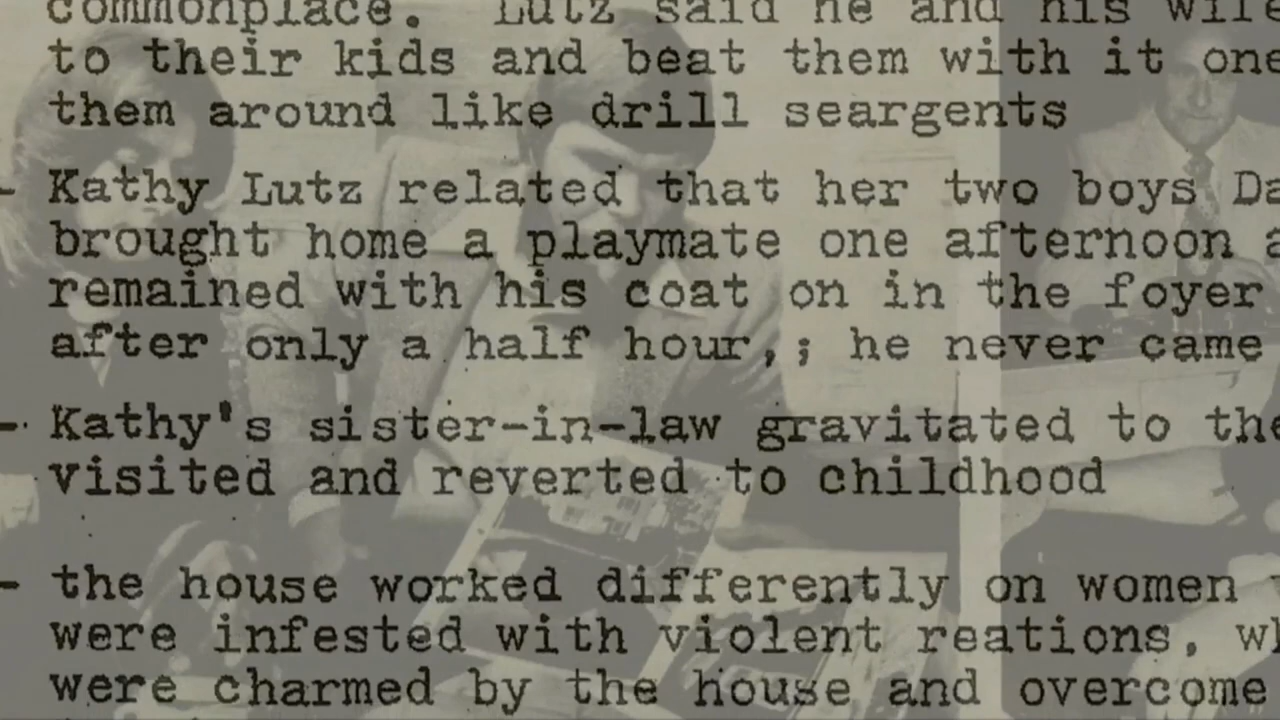 commonplace. Lutz said he and his wife
to their kids and beat them with it one
them around like drill seargents
- Kathy Lutz related that her two boys Da
brought home a playmate one afternoon a
remained with his coat on in the foyer
after only a half hour,; he never came
- Kathy's sister-in-law gravitated to the
visited and reverted to childhood
- the house worked differently on women
were infested with violent reations, wh
were charmed by the house and overcome